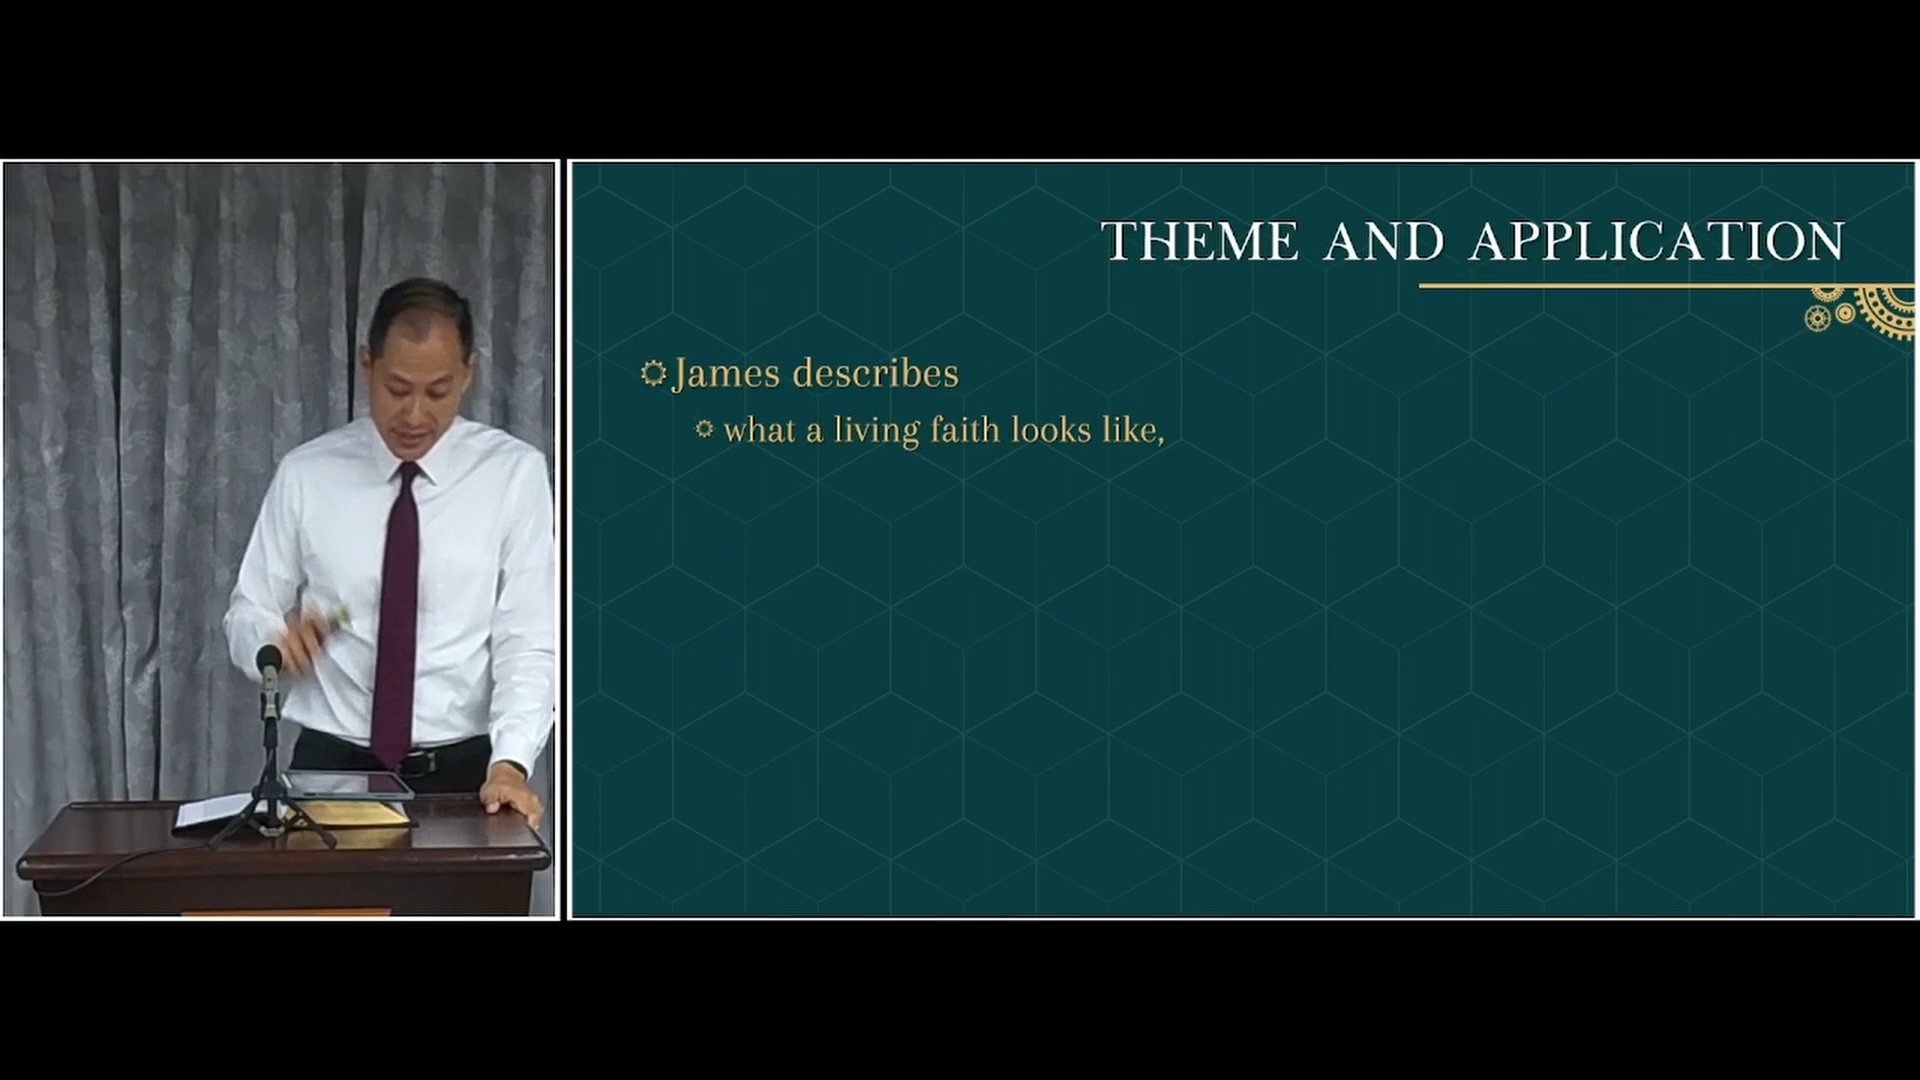 THEME AND APPLICATION
James describes
what a living faith looks like,